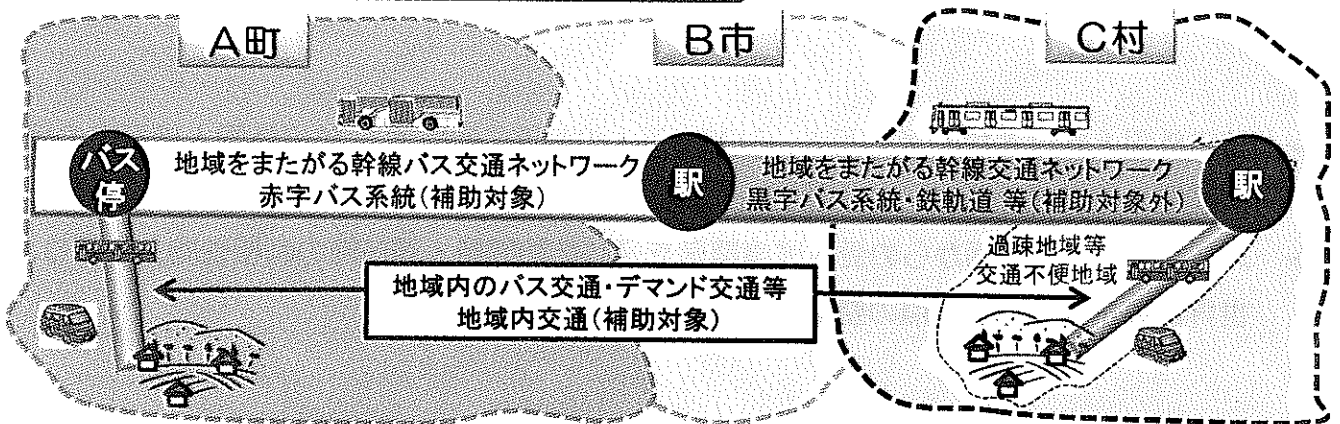 A町
B市
C村
バス
停
地域をまたがる幹線バス交通ネットワーク
赤字バス系統(補助対象)
駅
地域をまたがる幹線交通ネットワーク
黒字バス系統・鉄軌道 等(補助対象外)
駅
過疎地域等
交通不便地域
地域内のバス交通・デマンド交通等
地域内交通(補助対象)